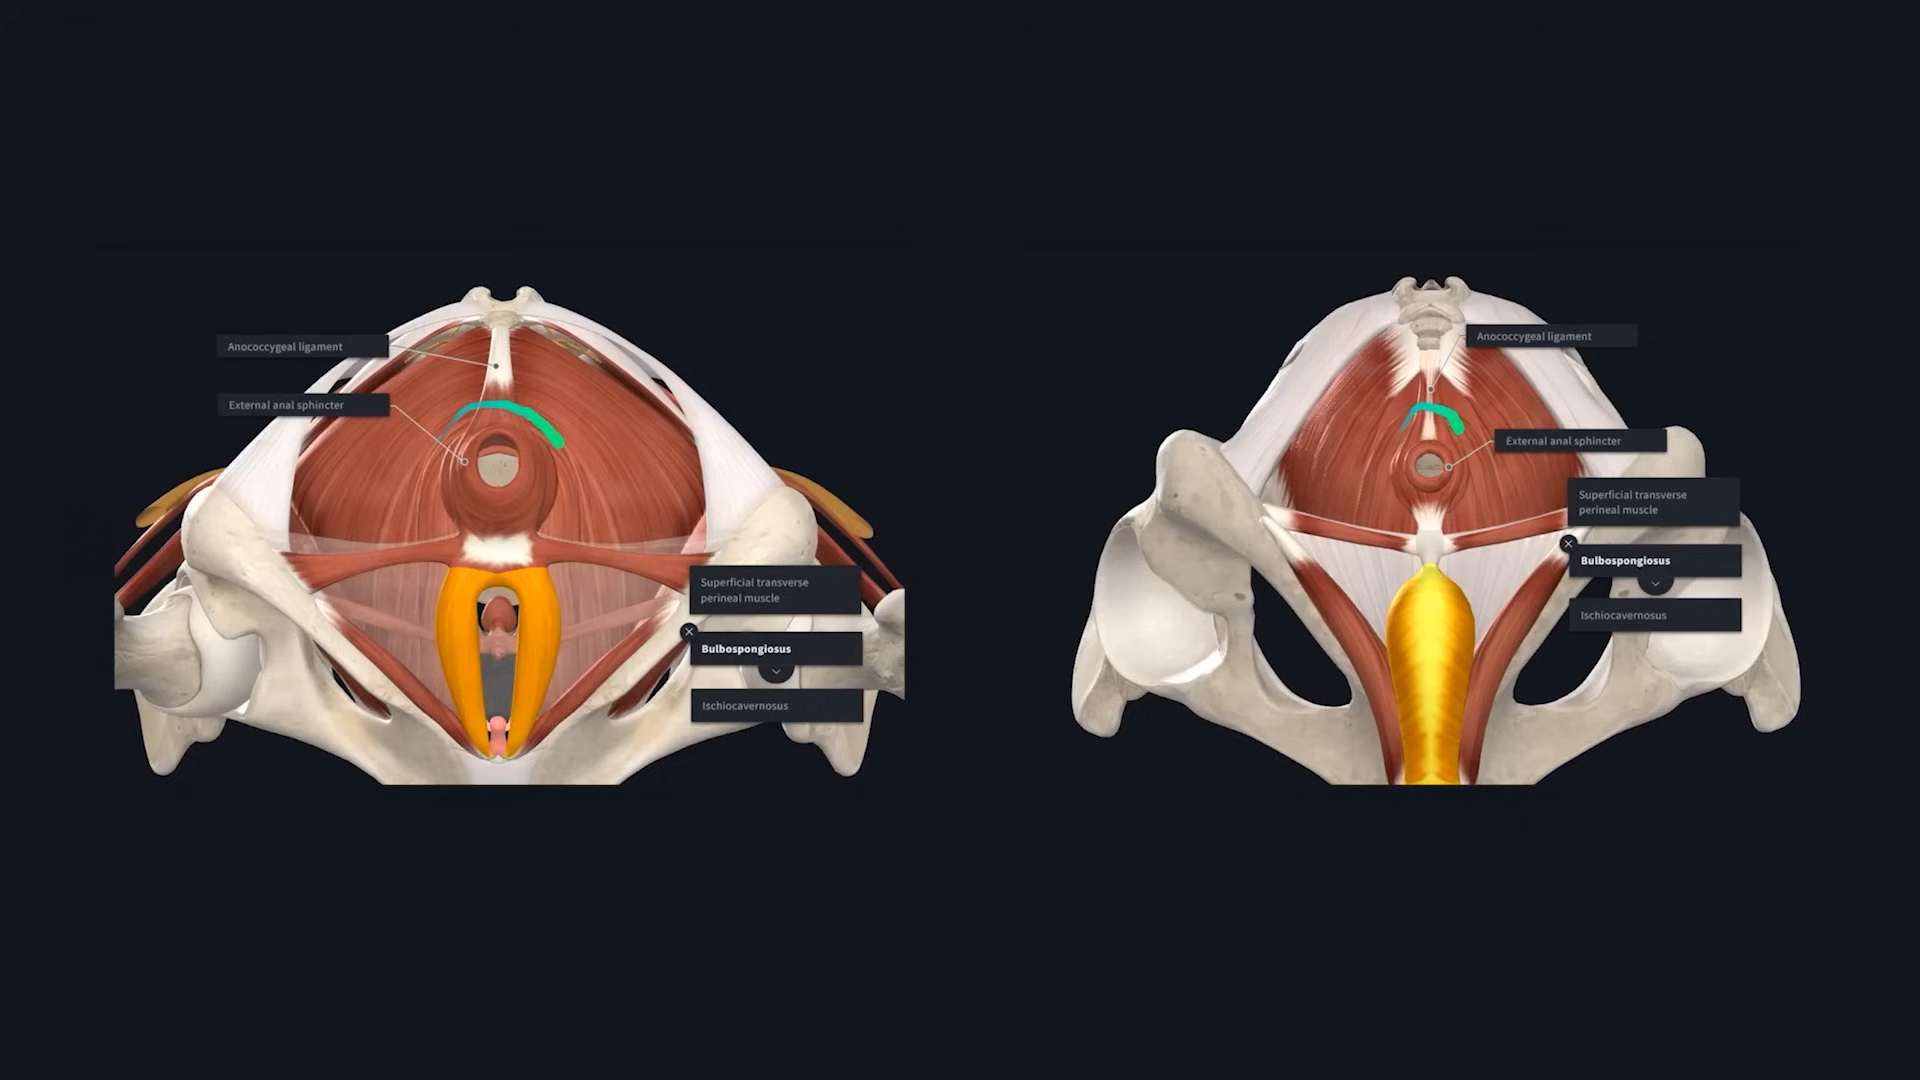 Anococcygeal ligament
External anal sphincter
Superficial transverse
perineal muscle
Bulbospongiosus
Ischiocavernosus
Anococcygeal ligament
External anal sphincter
Superficial transverse
perineal muscle
Bulbospongiosus
Ischiocavernosus